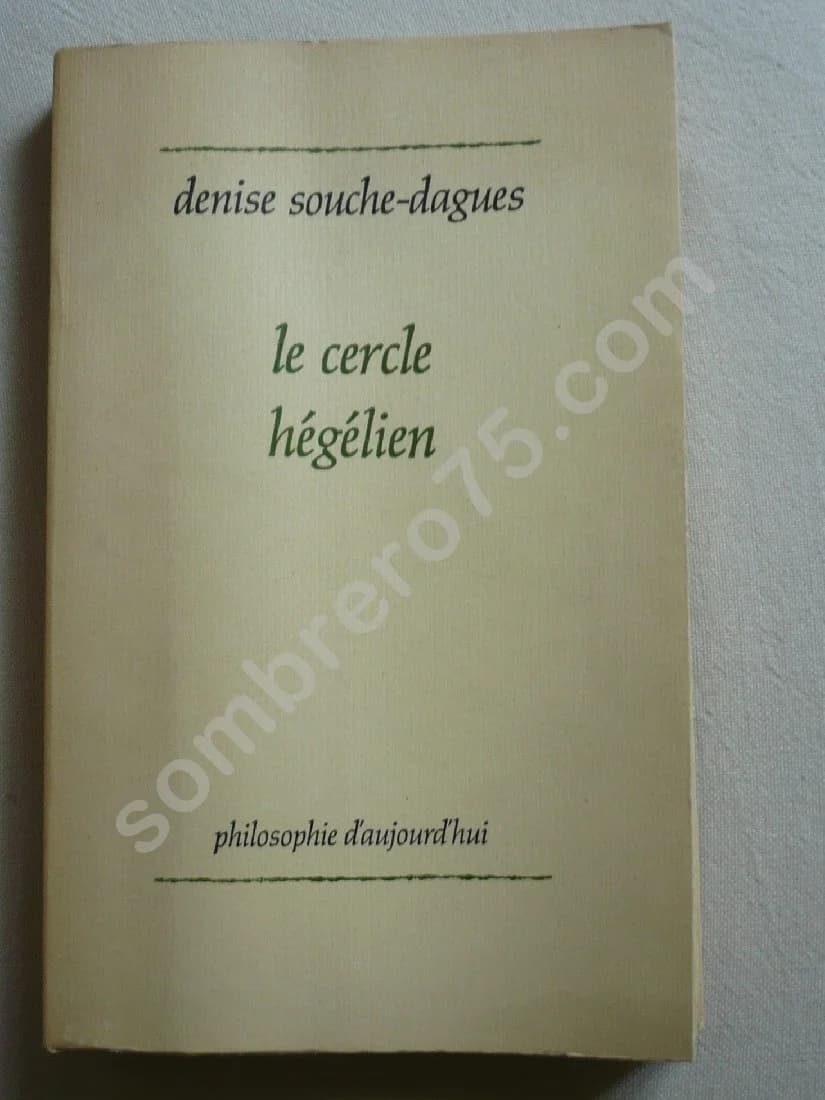 denise souche-dagues
le cercle
hégélien
philosophie d'aujourd'hui
sombrero75.com